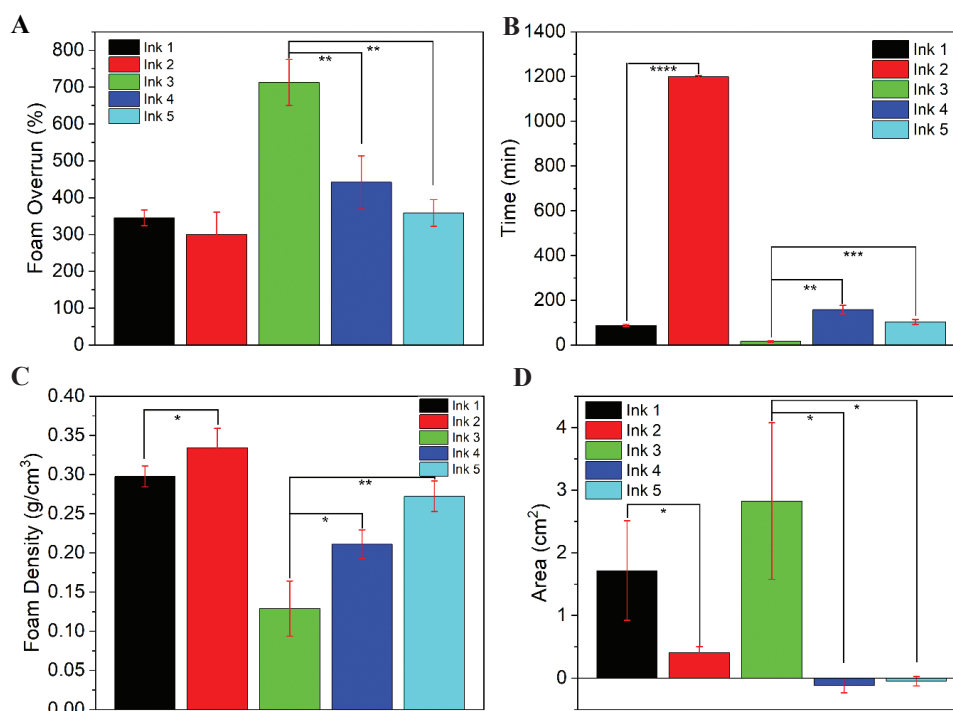 A
Foam Overrun (%)
800
700
600
500
400
300
200
100
0
Ink 1
Ink 2
Ink 3
Ink 4
Ink 5
**
**
B
Time (min)
1400
1200
1000
800
600
400
200
0
****
**
***
Ink 1
Ink 2
Ink 3
Ink 4
Ink 5
C
Foam Density (g/cm³)
0.40
0.35
0.30
0.25
0.20
0.15
0.10
0.05
0.00
*
**
*
Ink 1
Ink 2
Ink 3
Ink 4
Ink 5
D
Area (cm²)
4
3
2
1
0
Ink 1
Ink 2
Ink 3
Ink 4
Ink 5
*
*
*